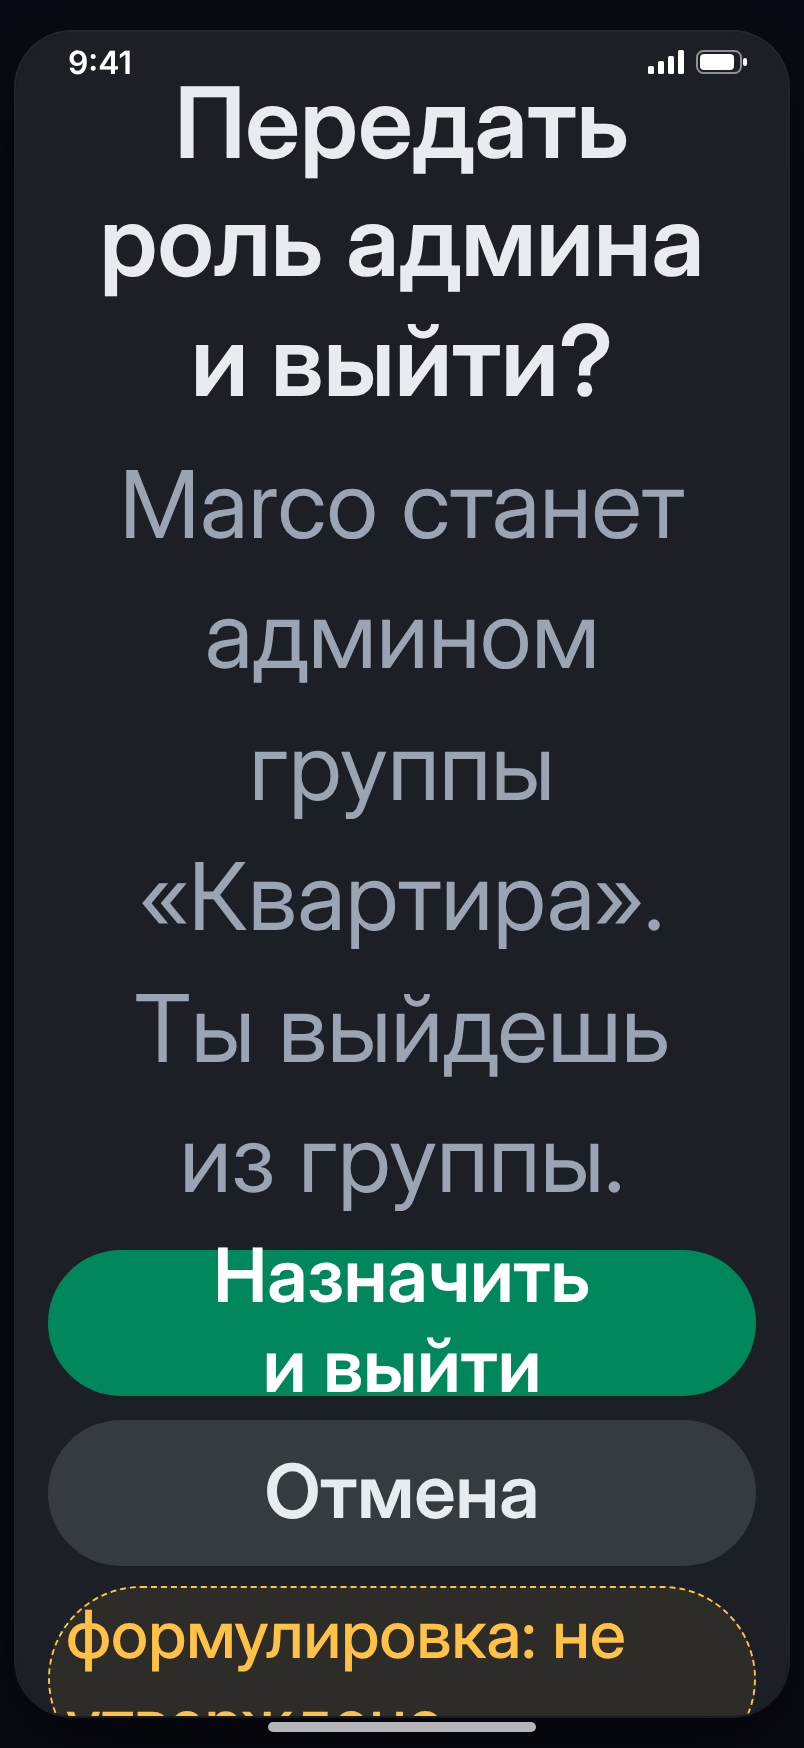 9:41
Передать
роль админа
и выйти?
Marco станет
админом
группы
«Квартира».
Ты выйдешь
из группы.
Назначить
и выйти
Отмена
формулировка: не